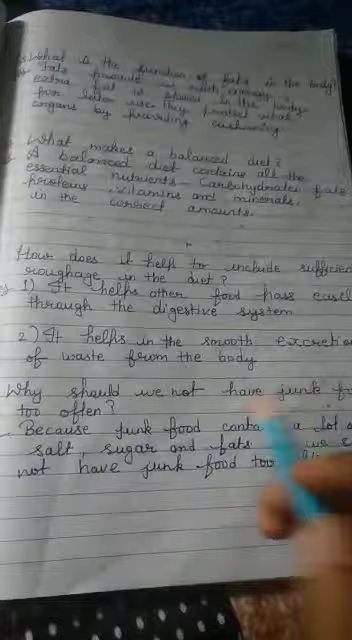 What is the function of fats in the body?
Fats provide us with energy
extra fat is stored in the body
for later use They protect vital
organs by providing cushioning
What makes a balanced diet?
A balanced diet contains all the
essential nutrients - Carbohydrates fats
proteins, vitamins and minerals,
in the correct amounts.
How does it help to include sufficient
roughage in the diet?
1) It helps other food pass easil
through the digestive system
2) It helps in the smooth excretion
of waste from the body
Why should we not have junk fo
too often?
Because junk food conta a lot o
salt, sugar and fats we s
not have junk food too